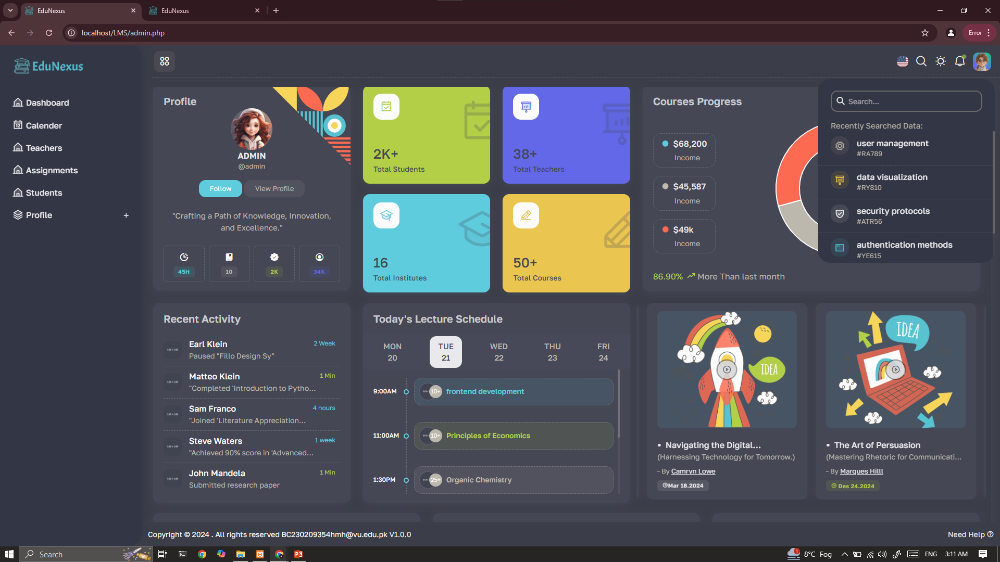 EduNexus
EduNexus
localhost/LMS/admin.php
Error
EduNexus
Dashboard
Calender
Teachers
Assignments
Students
Profile +
Profile
ADMIN
@admin
Follow
View Profile
"Crafting a Path of Knowledge, Innovation,
and Excellence."
45H
10
2K
34K
2K+
Total Students
38+
Total Teachers
16
Total Institutes
50+
Total Courses
Courses Progress
$68,200
Income
$45,587
Income
$49k
Income
86.90% More Than last month
Search...
Recently Searched Data:
user management
#RA789
data visualization
#RY810
security protocols
#ATR56
authentication methods
#YE615
Recent Activity
Earl Klein 2 Week
Paused "Fillo Design Sy"
Matteo Klein 1 Min
"Completed 'Introduction to Pytho...
Sam Franco 4 hours
"Joined 'Literature Appreciation...
Steve Waters 1 week
"Achieved 90% score in 'Advanced...
John Mandela 1 Min
Submitted research paper
Today's Lecture Schedule
MON TUE WED THU FRI
20 21 22 23 24
9:00AM 10+ frontend development
11:00AM 10+ Principles of Economics
1:30PM 25+ Organic Chemistry
IDEA
• Navigating the Digital...
(Harnessing Technology for Tomorrow.)
- By Camryn Lowe
Mar 18.2024
IDEA
• The Art of Persuasion
(Mastering Rhetoric for Communicati...
- By Marques Hilll
Des 24.2024
Copyright © 2024 . All rights reserved BC230209354hmh@vu.edu.pk V1.0.0
Need Help
Search
1
8°C Fog
ENG
3:11 AM